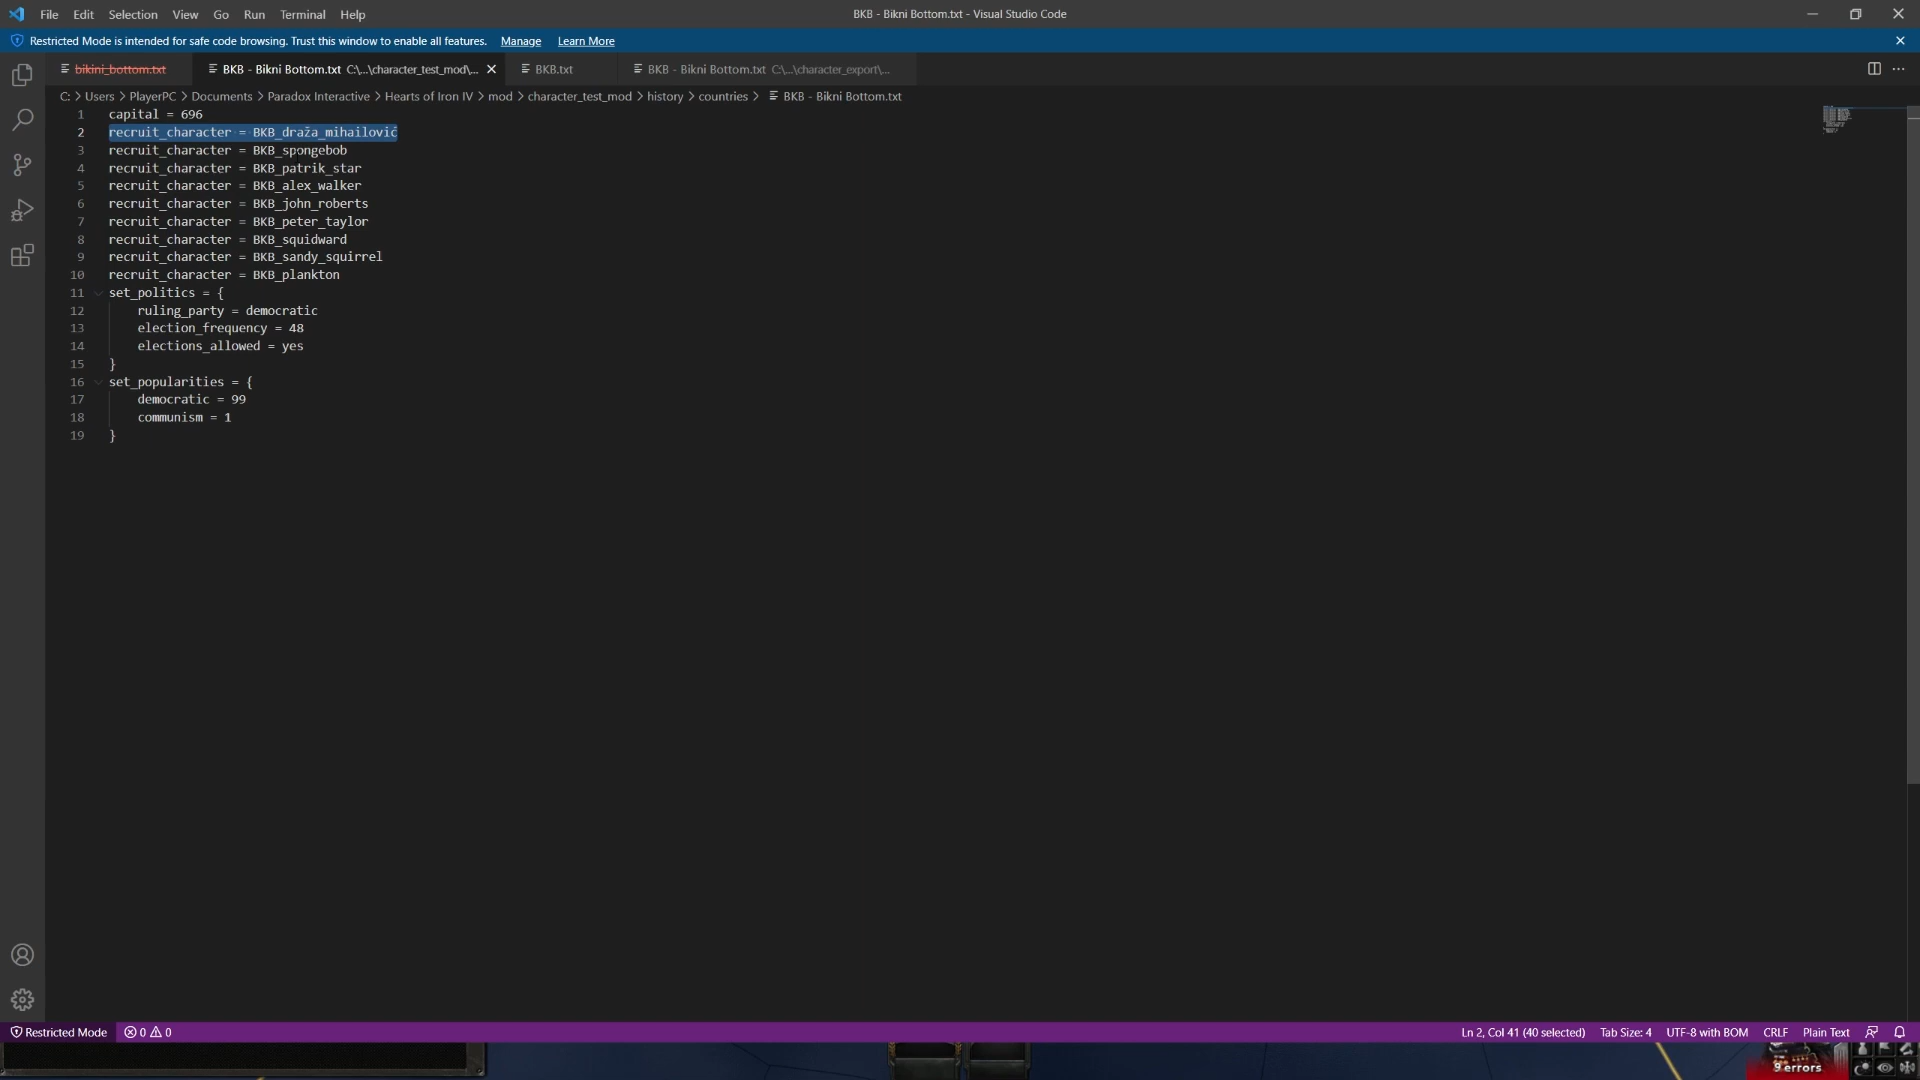 File Edit Selection View Go Run Terminal Help
BKB - Bikni Bottom.txt - Visual Studio Code
Restricted Mode is intended for safe code browsing. Trust this window to enable all features. Manage Learn More
bikini_bottom.txt
BKB - Bikni Bottom.txt C:\...\character_test_mod\...
BKB.txt
BKB - Bikni Bottom.txt C:\...\character_export\...
C: > Users > PlayerPC > Documents > Paradox Interactive > Hearts of Iron IV > mod > character_test_mod > history > countries > BKB - Bikni Bottom.txt
1 capital = 696
2 recruit_character = BKB_draža_mihailović
3 recruit_character = BKB_spongebob
4 recruit_character = BKB_patrik_star
5 recruit_character = BKB_alex_walker
6 recruit_character = BKB_john_roberts
7 recruit_character = BKB_peter_taylor
8 recruit_character = BKB_squidward
9 recruit_character = BKB_sandy_squirrel
10 recruit_character = BKB_plankton
11 set_politics = {
12 ruling_party = democratic
13 election_frequency = 48
14 elections_allowed = yes
15 }
16 set_popularities = {
17 democratic = 99
18 communism = 1
19 }
Restricted Mode 0 0
Ln 2, Col 41 (40 selected) Tab Size: 4 UTF-8 with BOM CRLF Plain Text
9 errors